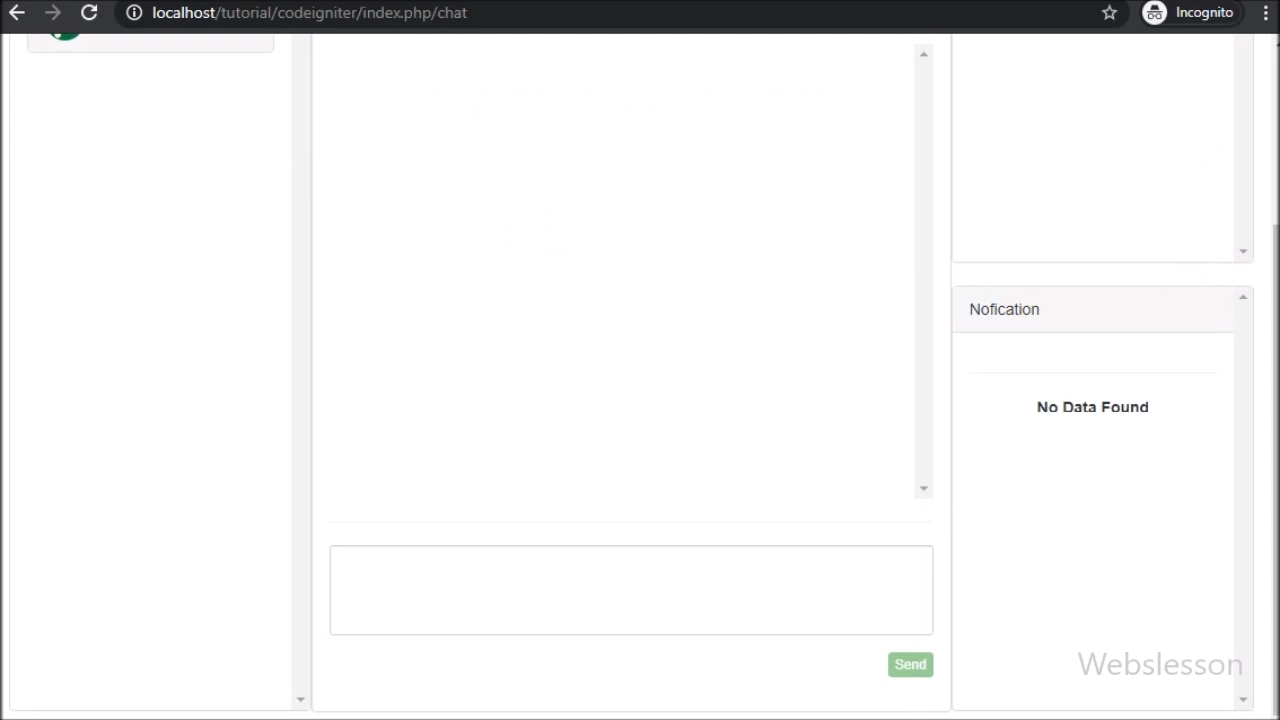 localhost/tutorial/codeigniter/index.php/chat
Incognito
Nofication
No Data Found
Send
Webslesson